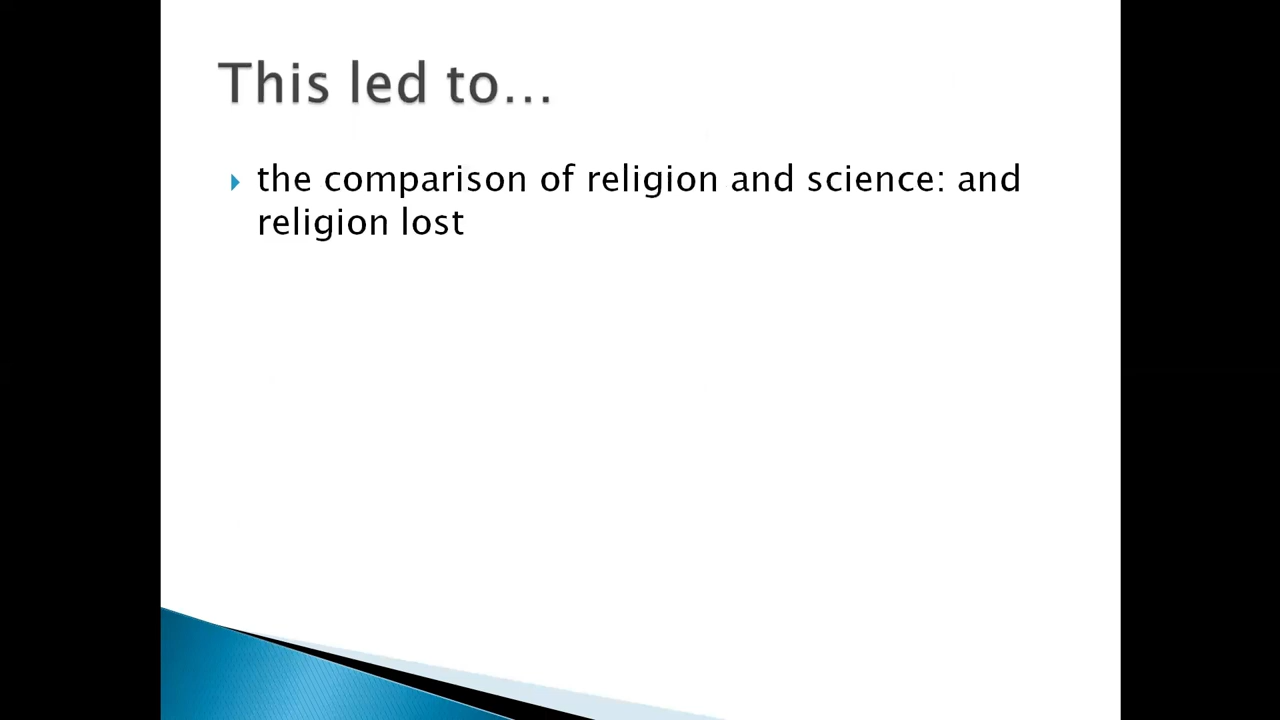 This led to...
the comparison of religion and science: and
religion lost